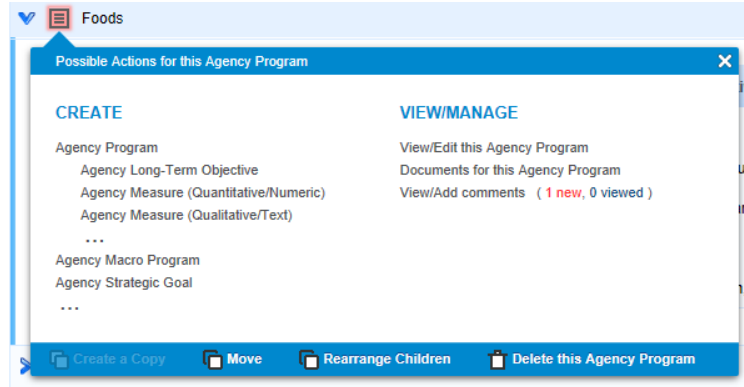 Foods
Possible Actions for this Agency Program
CREATE
Agency Program
Agency Long-Term Objective
Agency Measure (Quantitative/Numeric)
Agency Measure (Qualitative/Text)
...
Agency Macro Program
Agency Strategic Goal
...
VIEW/MANAGE
View/Edit this Agency Program
Documents for this Agency Program
View/Add comments ( 1 new, 0 viewed )
Create a Copy
Move
Rearrange Children
Delete this Agency Program